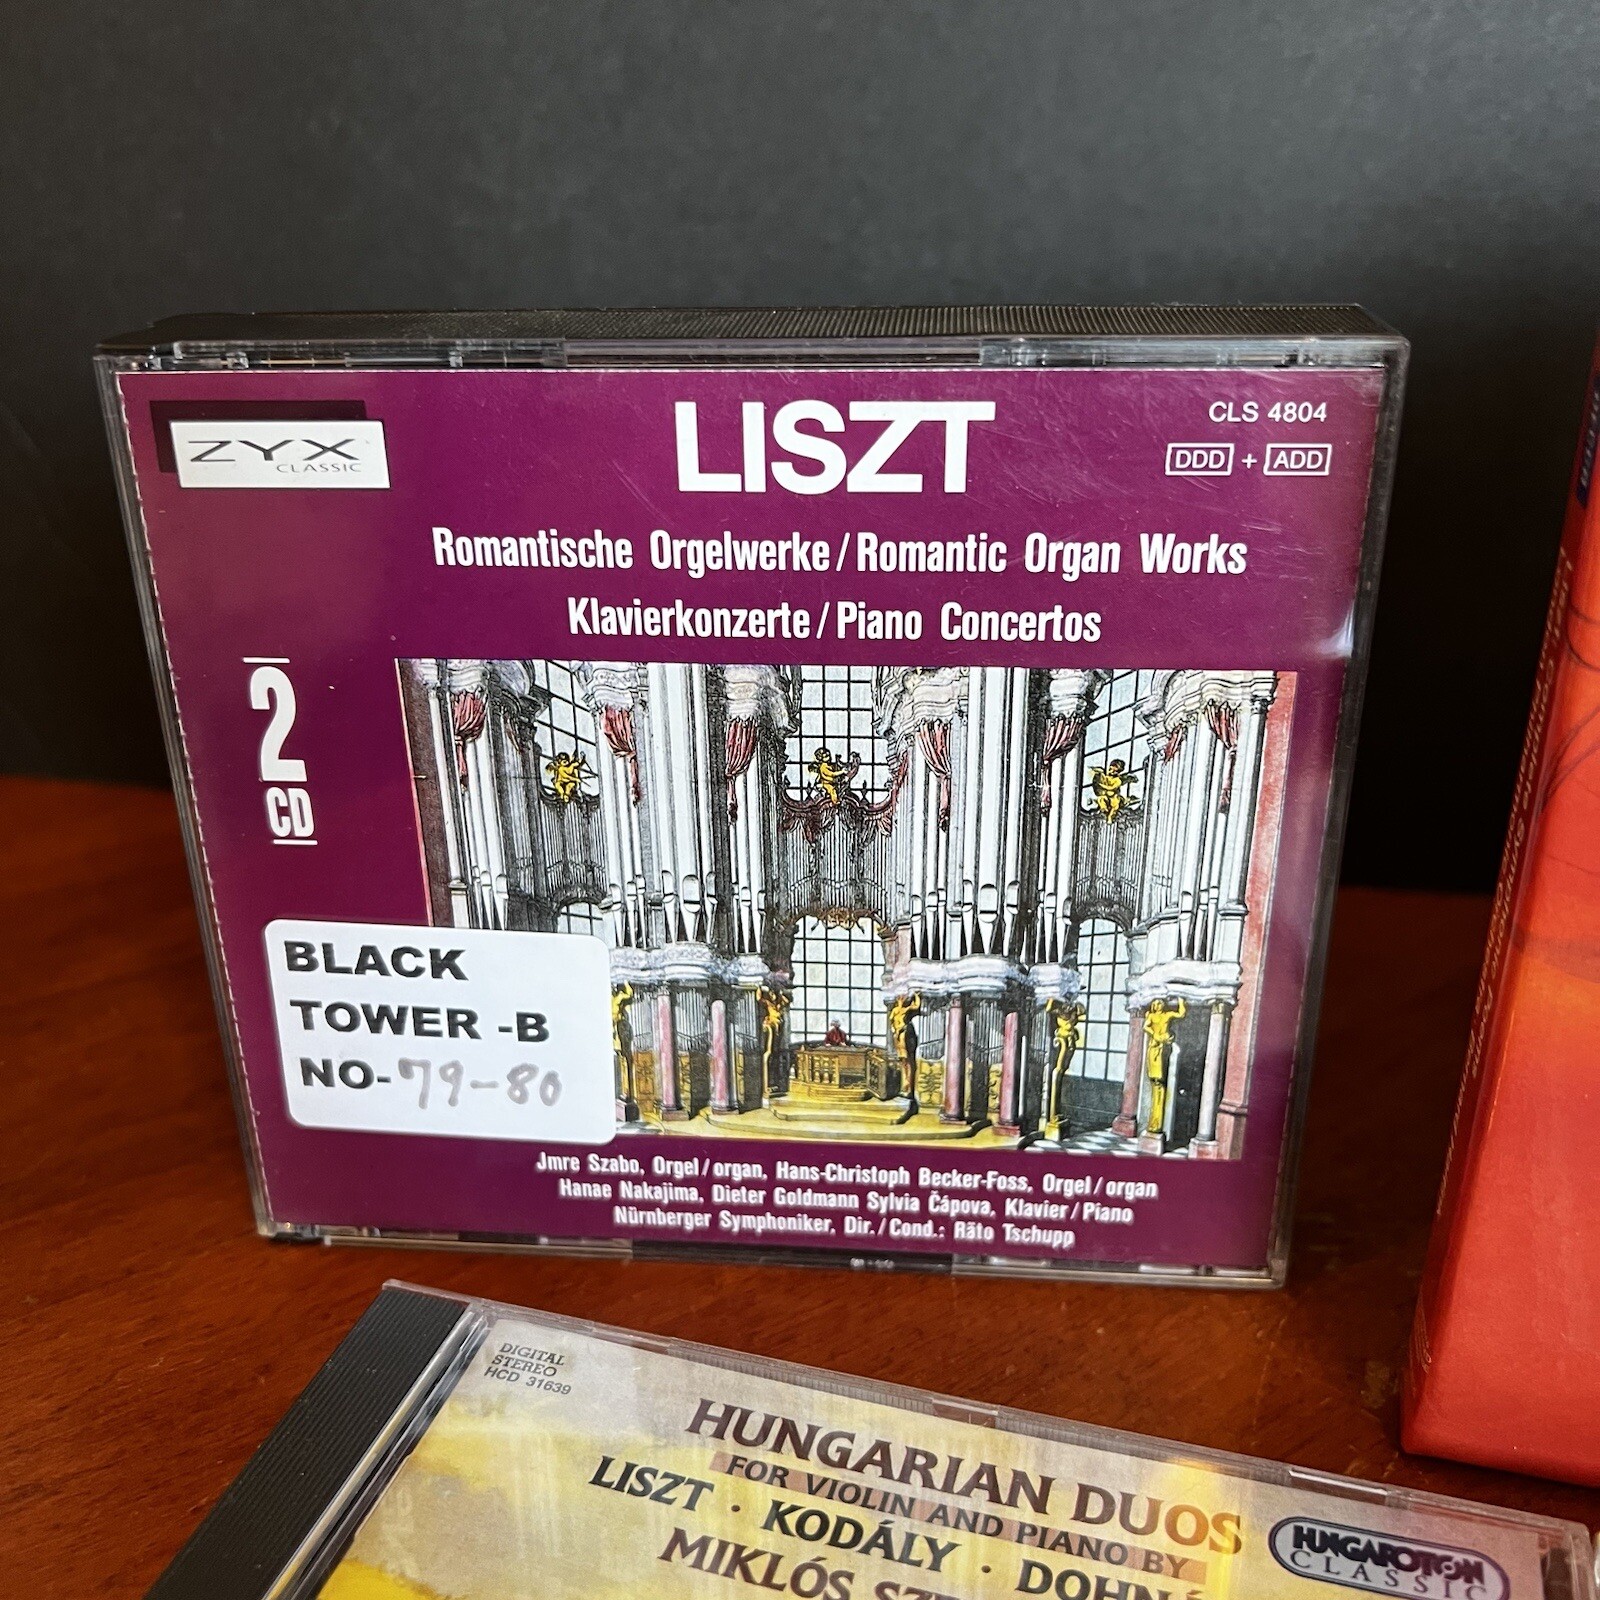 ZYX
CLASSIC
LISZT
CLS 4804
DDD + ADD
Romantische Orgelwerke / Romantic Organ Works
Klavierkonzerte / Piano Concertos
2
CD
BLACK
TOWER -B
NO-79-80
Jmre Szabo, Orgel / organ, Hans-Christoph Becker-Foss, Orgel / organ
Hanae Nakajima, Dieter Goldmann Sylvia Čápova, Klavier / Piano
Nürnberger Symphoniker, Dir. / Cond.: Räto Tschupp
DIGITAL
STEREO
HCD 31639
HUNGARIAN DUOS
FOR VIOLIN AND PIANO BY
LISZT · KODÁLY · DOHN
MIKLÓS
HUNGAROTON
CLASSIC